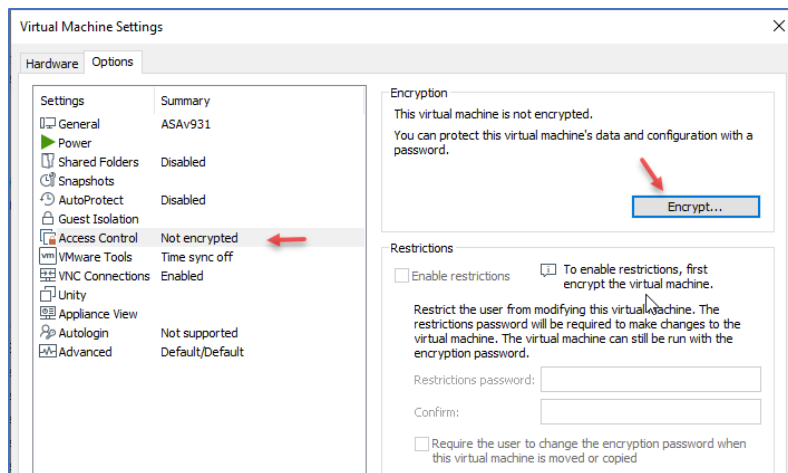 Virtual Machine Settings
Hardware Options
Settings Summary
General ASAv931
Power
Shared Folders Disabled
Snapshots
AutoProtect Disabled
Guest Isolation
Access Control Not encrypted
vm VMware Tools Time sync off
VNC Connections Enabled
Unity
Appliance View
Autologin Not supported
Advanced Default/Default
Encryption
This virtual machine is not encrypted.
You can protect this virtual machine's data and configuration with a
password.
Encrypt...
Restrictions
Enable restrictions
To enable restrictions, first
encrypt the virtual machine.
Restrict the user from modifying this virtual machine. The
restrictions password will be required to make changes to the
virtual machine. The virtual machine can still be run with the
encryption password.
Restrictions password:
Confirm:
Require the user to change the encryption password when
this virtual machine is moved or copied